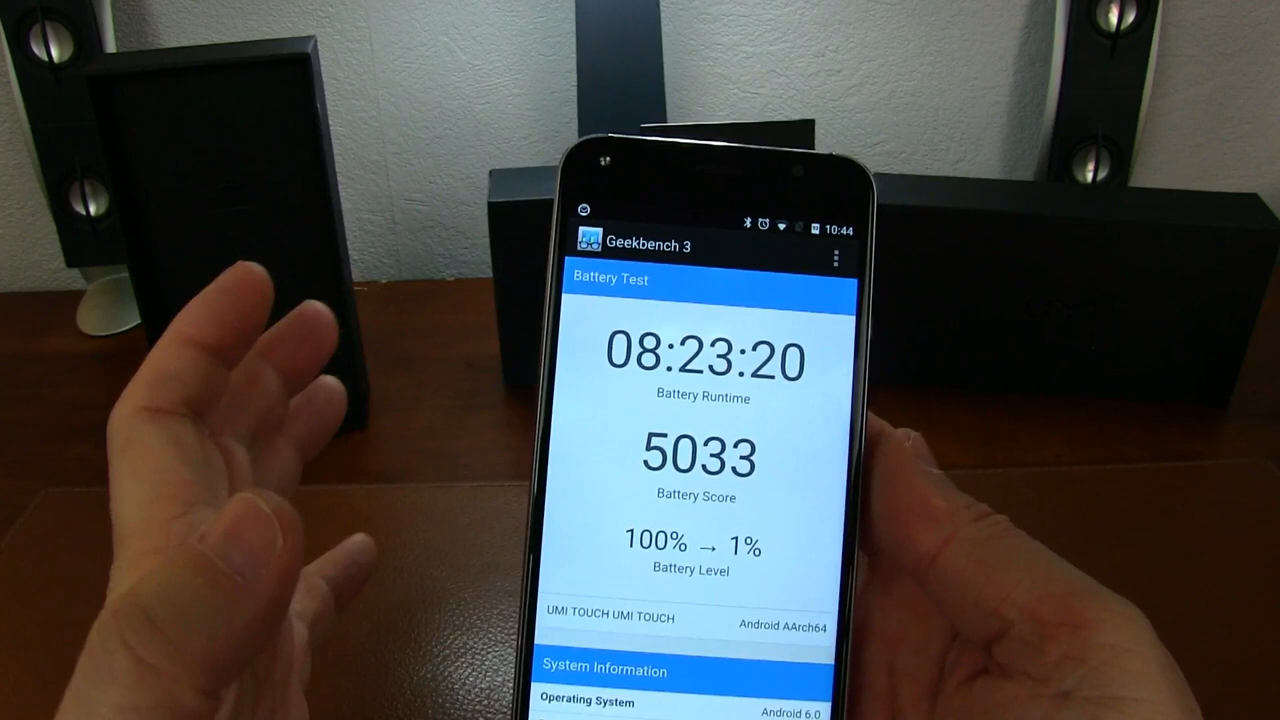 10:44
Geekbench 3
Battery Test
08:23:20
Battery Runtime
5033
Battery Score
100% → 1%
Battery Level
UMI TOUCH UMI TOUCH Android AArch64
System Information
Operating System Android 6.0